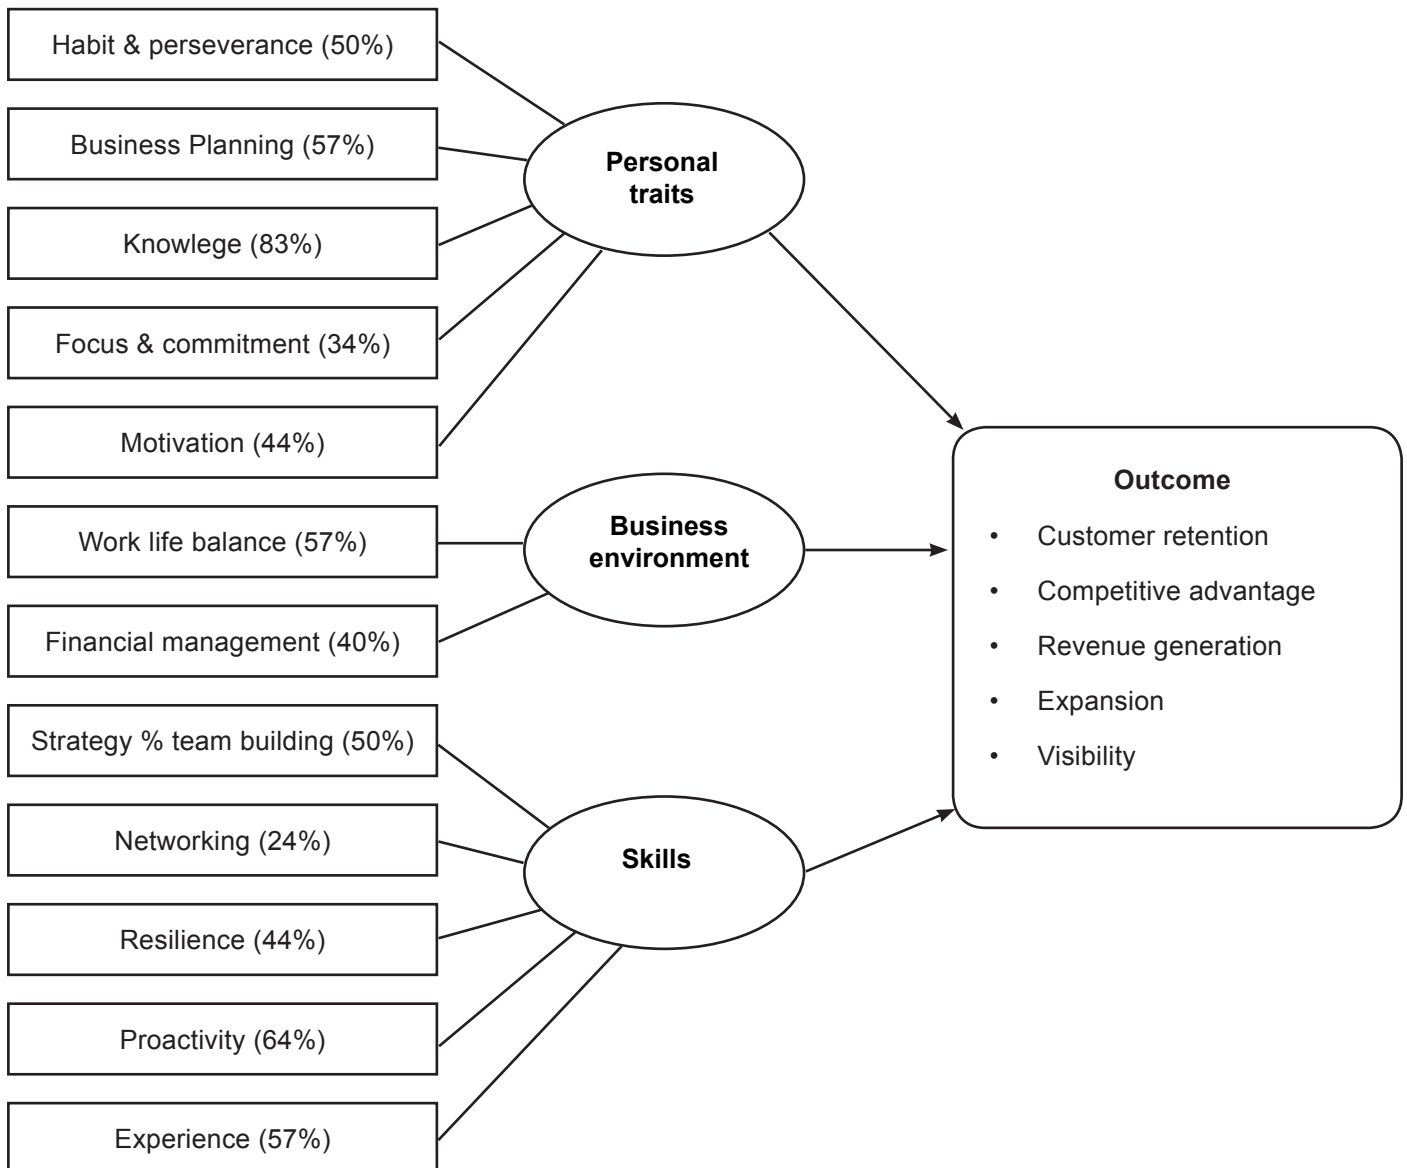 Habit & perseverance (50%)
Business Planning (57%)
Knowlege (83%)
Focus & commitment (34%)
Motivation (44%)
Work life balance (57%)
Financial management (40%)
Strategy % team building (50%)
Networking (24%)
Resilience (44%)
Proactivity (64%)
Experience (57%)
Personal
traits
Business
environment
Skills
Outcome
• Customer retention
• Competitive advantage
• Revenue generation
• Expansion
• Visibility